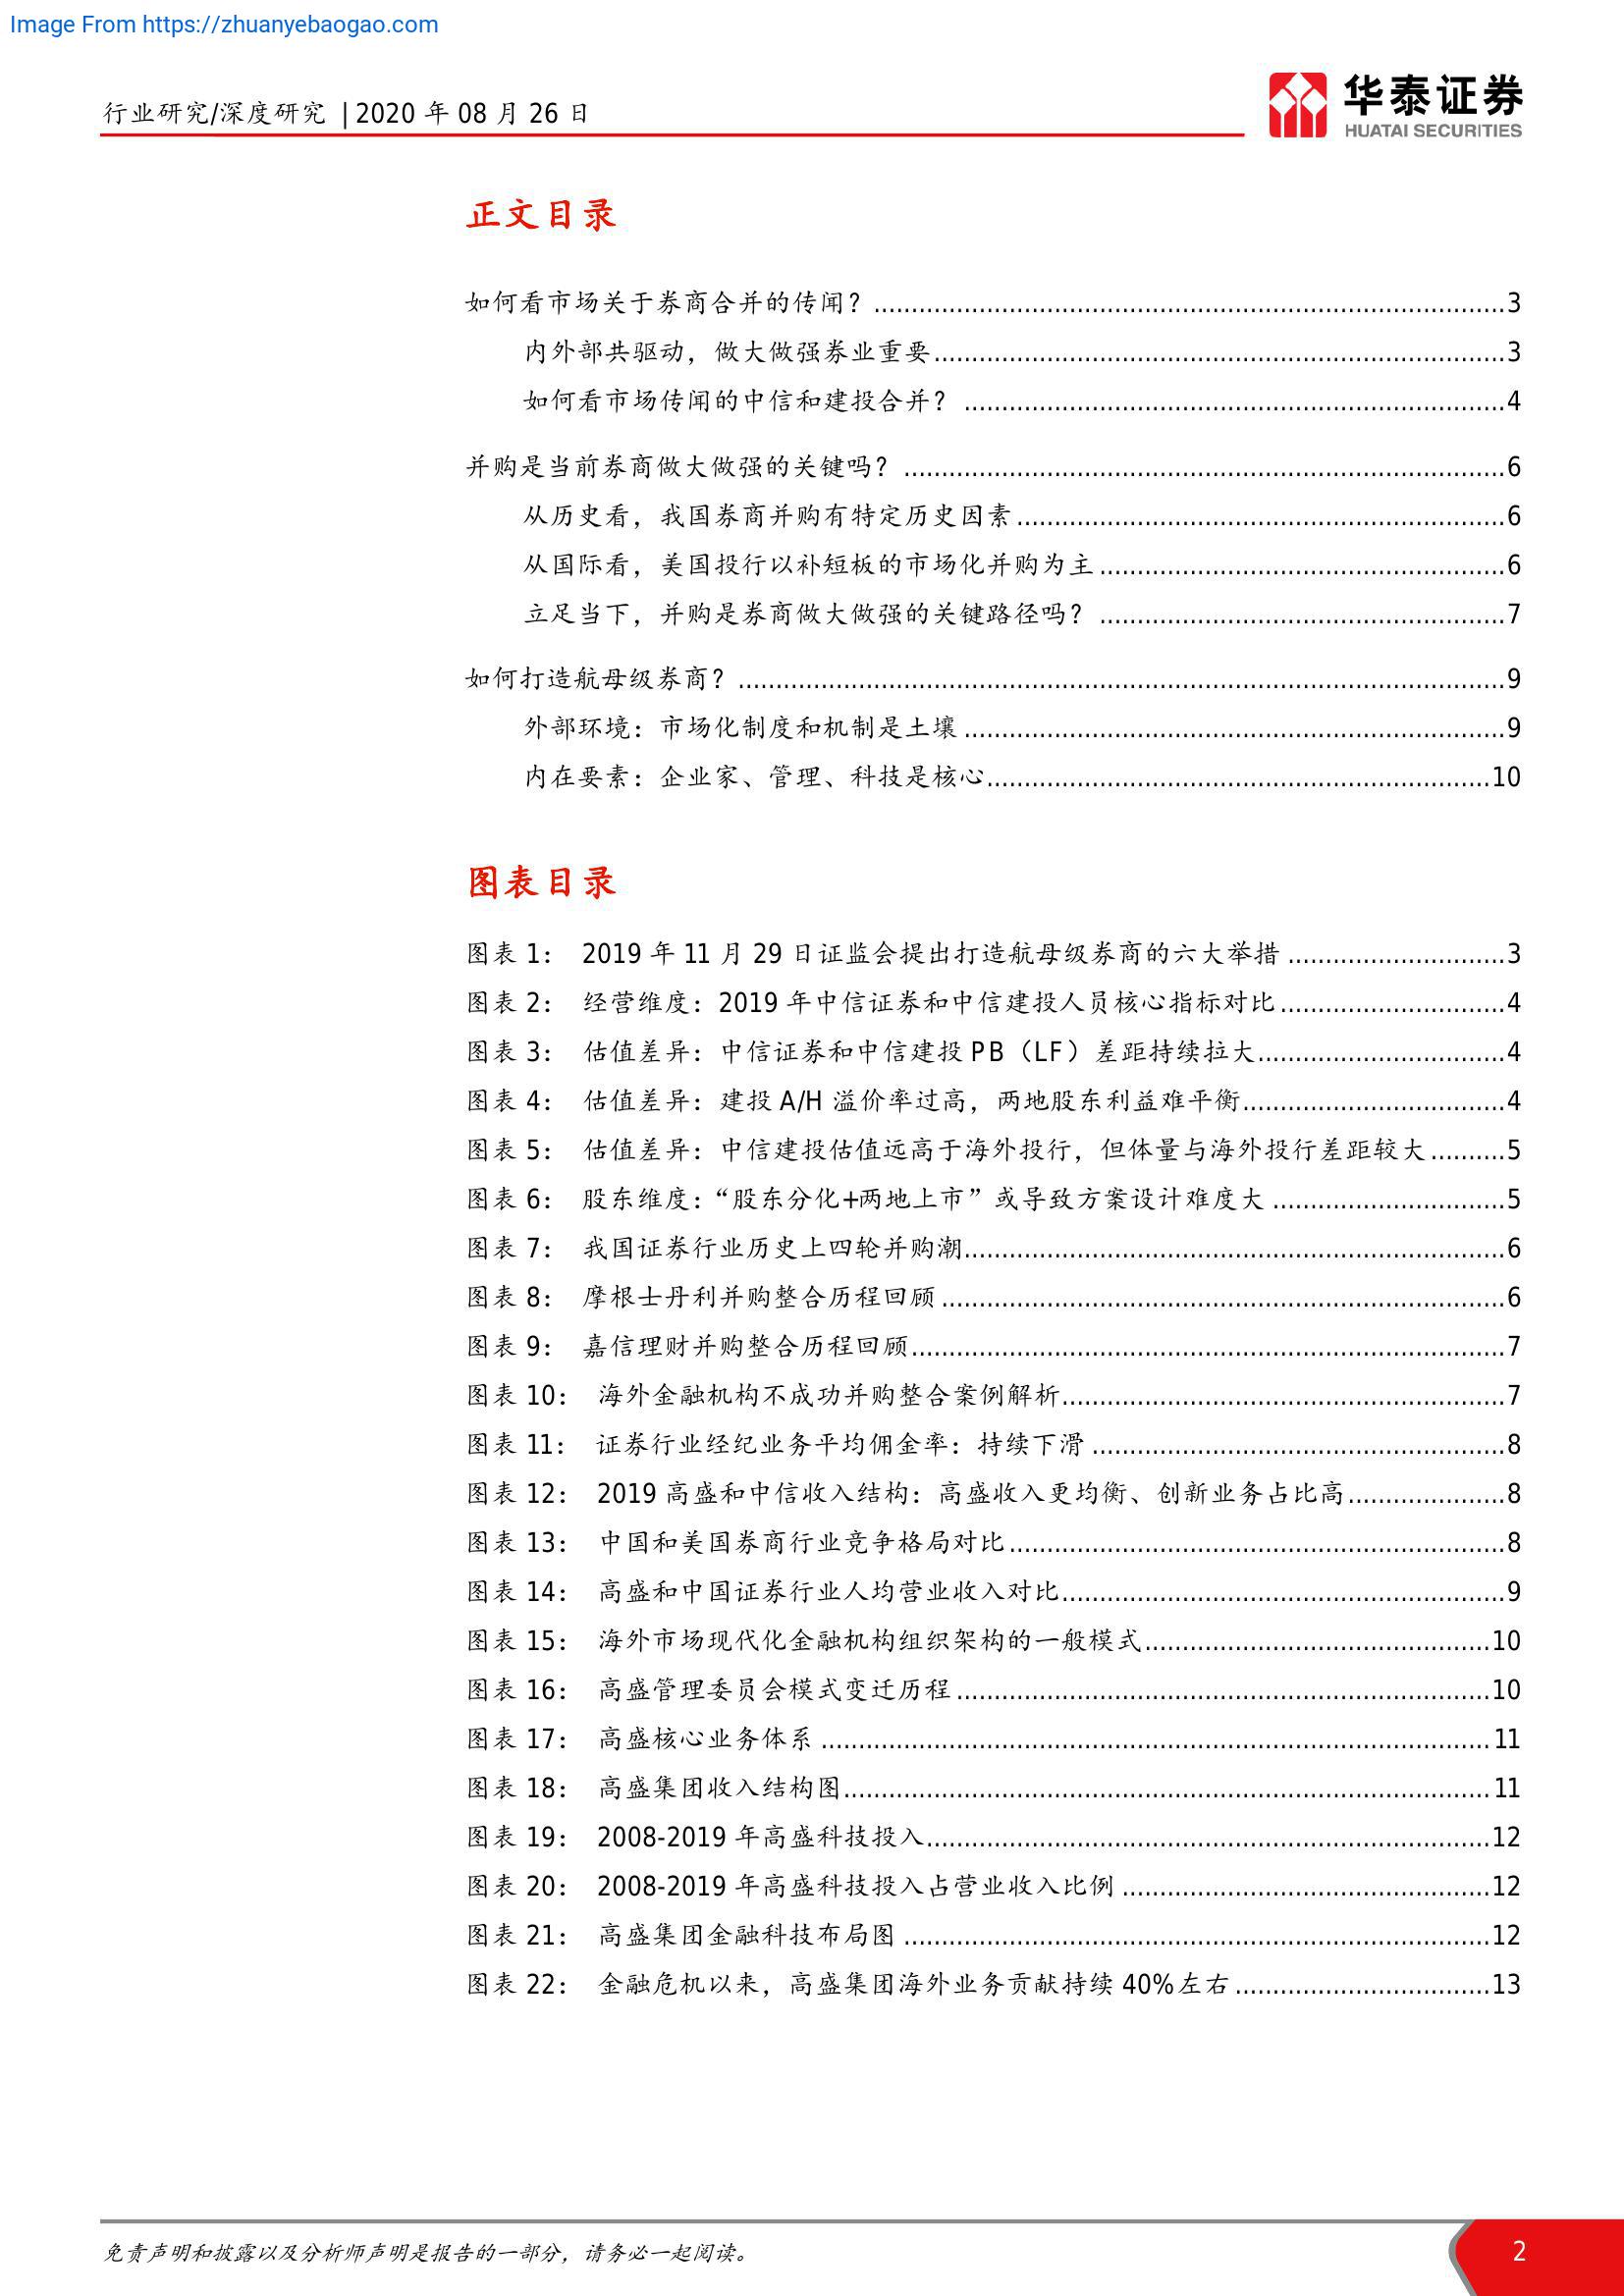 Image From https://zhuanyebaogao.com
行业研究/深度研究 | 2020 年 08 月 26 日
华泰证券
HUATAI SECURITIES
正文目录
如何看市场关于券商合并的传闻？ 3
内外部共驱动，做大做强券业重要 3
如何看市场传闻的中信和建投合并？ 4
并购是当前券商做大做强的关键吗？ 6
从历史看，我国券商并购有特定历史因素 6
从国际看，美国投行以补短板的市场化并购为主 6
立足当下，并购是券商做大做强的关键路径吗？ 7
如何打造航母级券商？ 9
外部环境：市场化制度和机制是土壤 9
内在要素：企业家、管理、科技是核心 10
图表目录
图表 1： 2019 年 11 月 29 日证监会提出打造航母级券商的六大举措 3
图表 2： 经营维度：2019 年中信证券和中信建投人员核心指标对比 4
图表 3： 估值差异：中信证券和中信建投 PB（LF）差距持续拉大 4
图表 4： 估值差异：建投 A/H 溢价率过高，两地股东利益难平衡 4
图表 5： 估值差异：中信建投估值远高于海外投行，但体量与海外投行差距较大 5
图表 6： 股东维度：“股东分化+两地上市”或导致方案设计难度大 5
图表 7： 我国证券行业历史上四轮并购潮 6
图表 8： 摩根士丹利并购整合历程回顾 6
图表 9： 嘉信理财并购整合历程回顾 7
图表 10： 海外金融机构不成功并购整合案例解析 7
图表 11： 证券行业经纪业务平均佣金率：持续下滑 8
图表 12： 2019 高盛和中信收入结构：高盛收入更均衡、创新业务占比高 8
图表 13： 中国和美国券商行业竞争格局对比 8
图表 14： 高盛和中国证券行业人均营业收入对比 9
图表 15： 海外市场现代化金融机构组织架构的一般模式 10
图表 16： 高盛管理委员会模式变迁历程 10
图表 17： 高盛核心业务体系 11
图表 18： 高盛集团收入结构图 11
图表 19： 2008-2019 年高盛科技投入 12
图表 20： 2008-2019 年高盛科技投入占营业收入比例 12
图表 21： 高盛集团金融科技布局图 12
图表 22： 金融危机以来，高盛集团海外业务贡献持续 40%左右 13
免责声明和披露以及分析师声明是报告的一部分，请务必一起阅读。 2